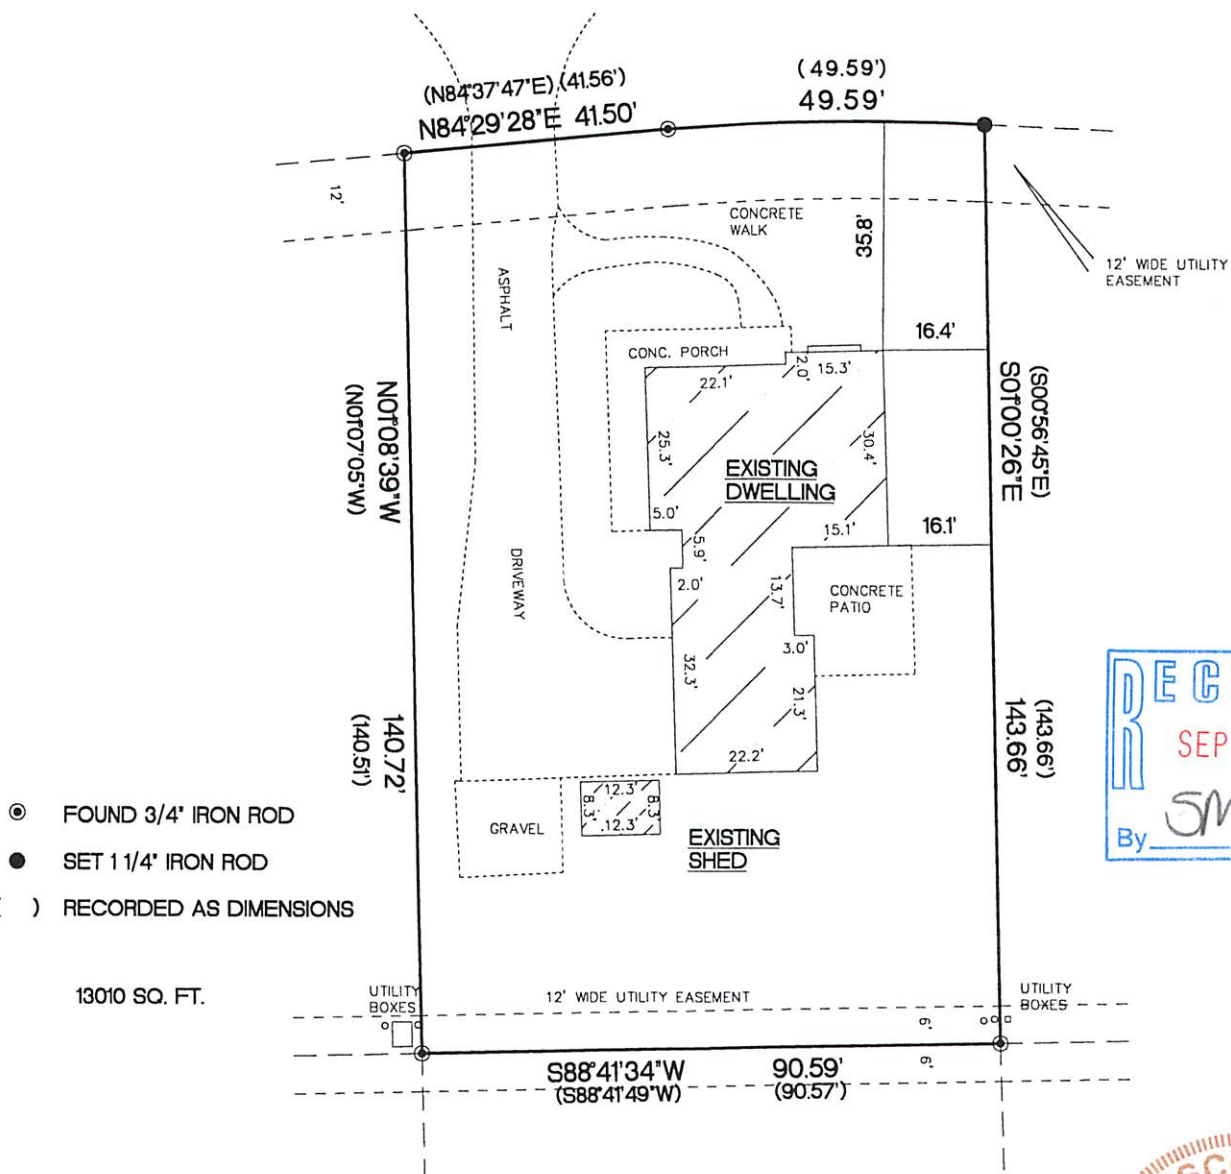 (N84°37'47"E) (41.56')
N84°29'28"E 41.50'
( 49.59')
49.59'
12'
CONCRETE
WALK
35.8'
12' WIDE UTILITY
EASEMENT
ASPHALT
16.4'
CONC. PORCH
2.0'
15.3'
22.1'
N01°08'39"W
(N01°07'05"W)
25.3'
30.4'
(S00°56'45"E)
S01°00'26"E
EXISTING
DWELLING
5.0'
15.1'
16.1'
5.9'
DRIVEWAY
2.0'
13.7'
CONCRETE
PATIO
3.0'
32.3'
21.3'
140.72'
(140.51')
(143.66')
143.66'
22.2'
12.3'
8.3'
8.3'
12.3'
GRAVEL
EXISTING
SHED
FOUND 3/4" IRON ROD
SET 1 1/4" IRON ROD
( ) RECORDED AS DIMENSIONS
13010 SQ. FT.
UTILITY
BOXES
12' WIDE UTILITY EASEMENT
UTILITY
BOXES
6'
6'
S88°41'34"W 90.59'
(S88°41'49"W) (90.57')
REC
SEP
By SM